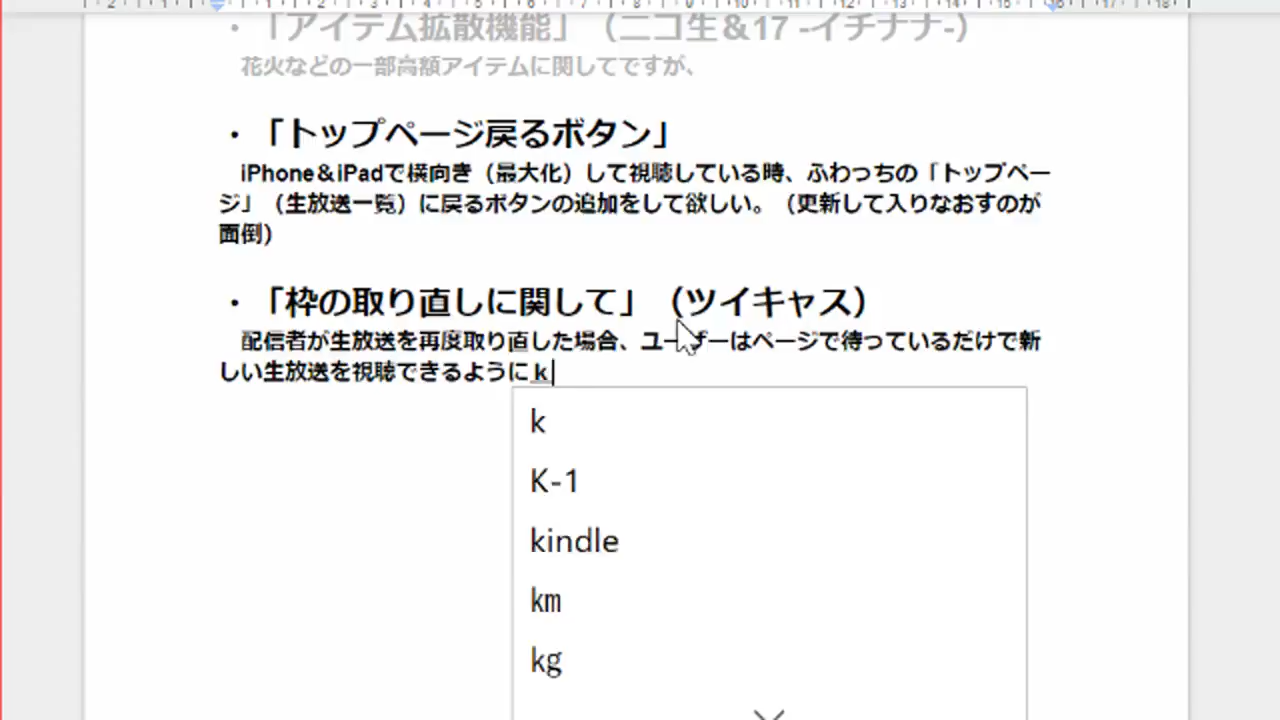 ・「アイテム拡散機能」（ニコ生＆17 -イチナナ-）
花火などの一部高額アイテムに関してですが、
・「トップページ戻るボタン」
iPhone＆iPadで横向き（最大化）して視聴している時、ふわっちの「トップペー
ジ」（生放送一覧）に戻るボタンの追加をして欲しい。（更新して入りなおすのが
面倒）
・「枠の取り直しに関して」（ツイキャス）
配信者が生放送を再度取り直した場合、ユーザーはページで待っているだけで新
しい生放送を視聴できるようにk
k
K-1
kindle
km
kg